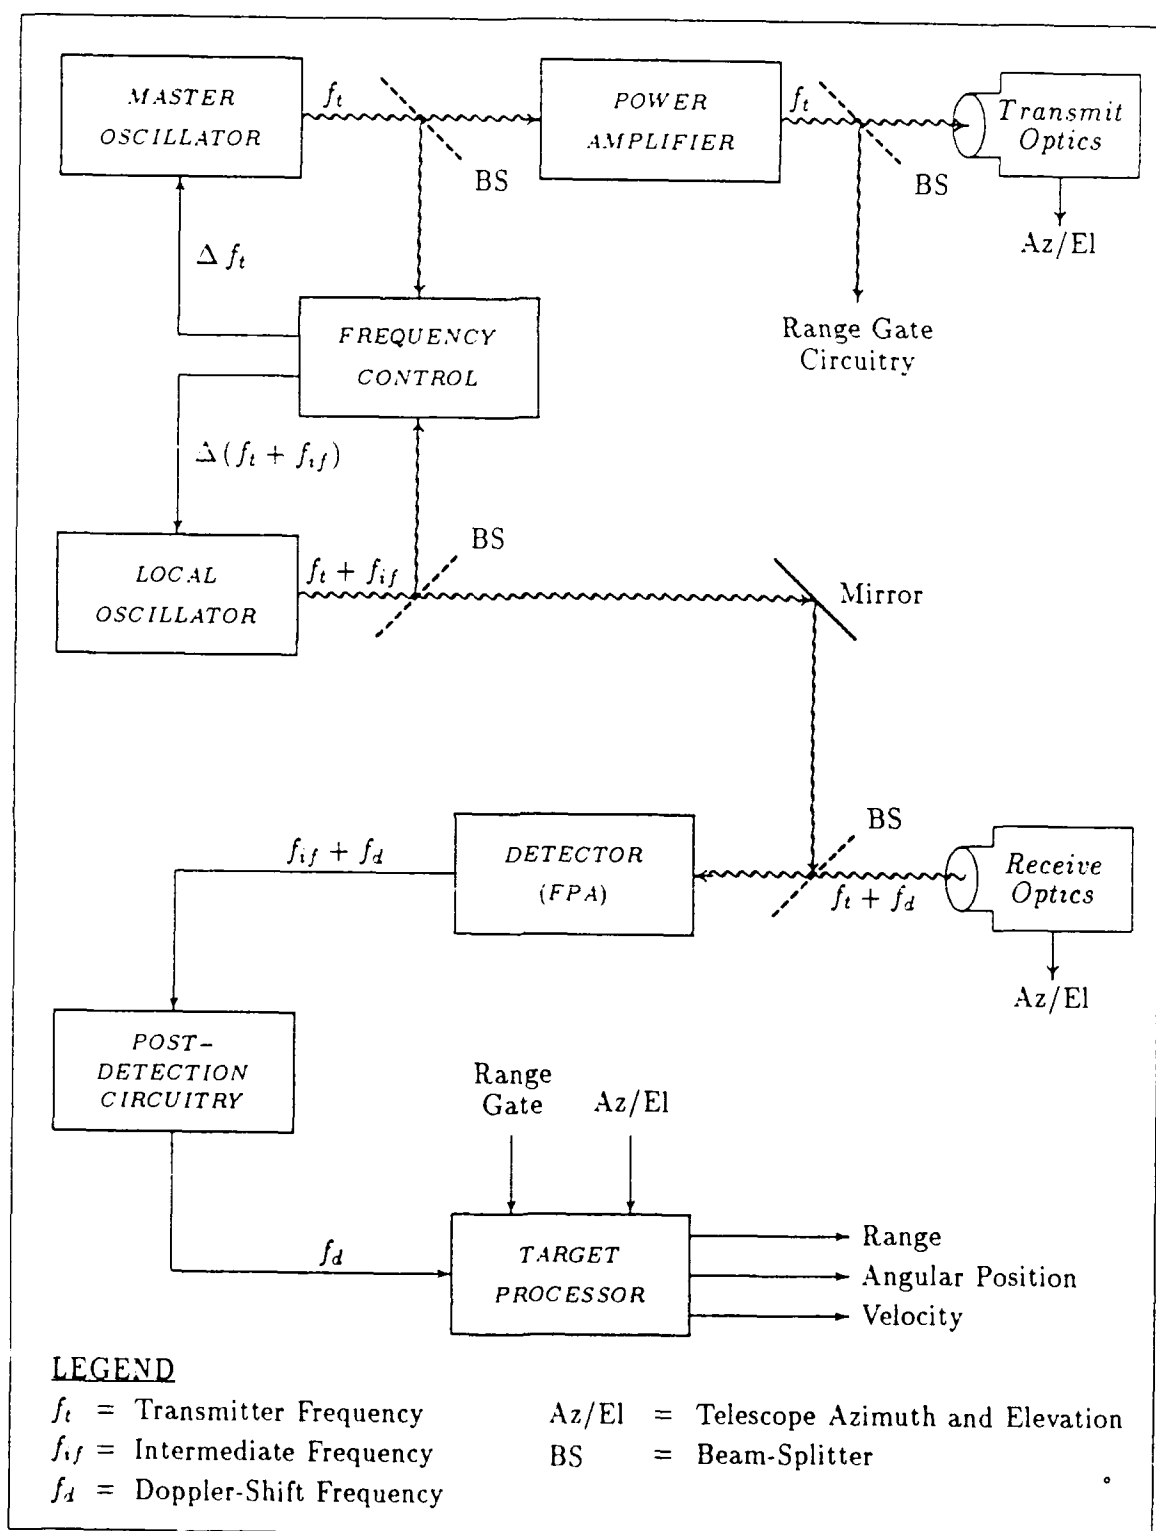 MASTER
OSCILLATOR
f_t
BS
POWER
AMPLIFIER
f_t
BS
Transmit
Optics
Az/El
Δ f_t
FREQUENCY
CONTROL
Range Gate
Circuitry
Δ(f_t + f_if)
LOCAL
OSCILLATOR
f_t + f_if
BS
Mirror
f_if + f_d
DETECTOR
(FPA)
BS
f_t + f_d
Receive
Optics
Az/El
POST-
DETECTION
CIRCUITRY
Range
Gate
Az/El
f_d
TARGET
PROCESSOR
Range
Angular Position
Velocity
LEGEND
f_t = Transmitter Frequency
f_if = Intermediate Frequency
f_d = Doppler-Shift Frequency
Az/El = Telescope Azimuth and Elevation
BS = Beam-Splitter